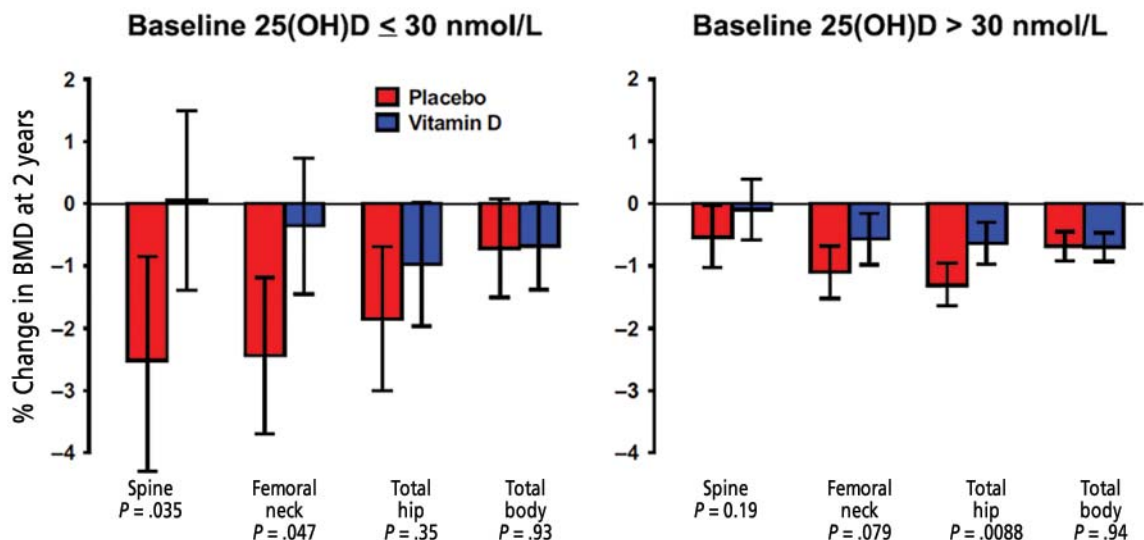 Baseline 25(OH)D ≤ 30 nmol/L
% Change in BMD at 2 years
2
1
0
–1
–2
–3
–4
Placebo
Vitamin D
Spine
P = .035
Femoral
neck
P = .047
Total
hip
P = .35
Total
body
P = .93
Baseline 25(OH)D > 30 nmol/L
2
1
0
–1
–2
–3
–4
Spine
P = 0.19
Femoral
neck
P = .079
Total
hip
P = .0088
Total
body
P = .94